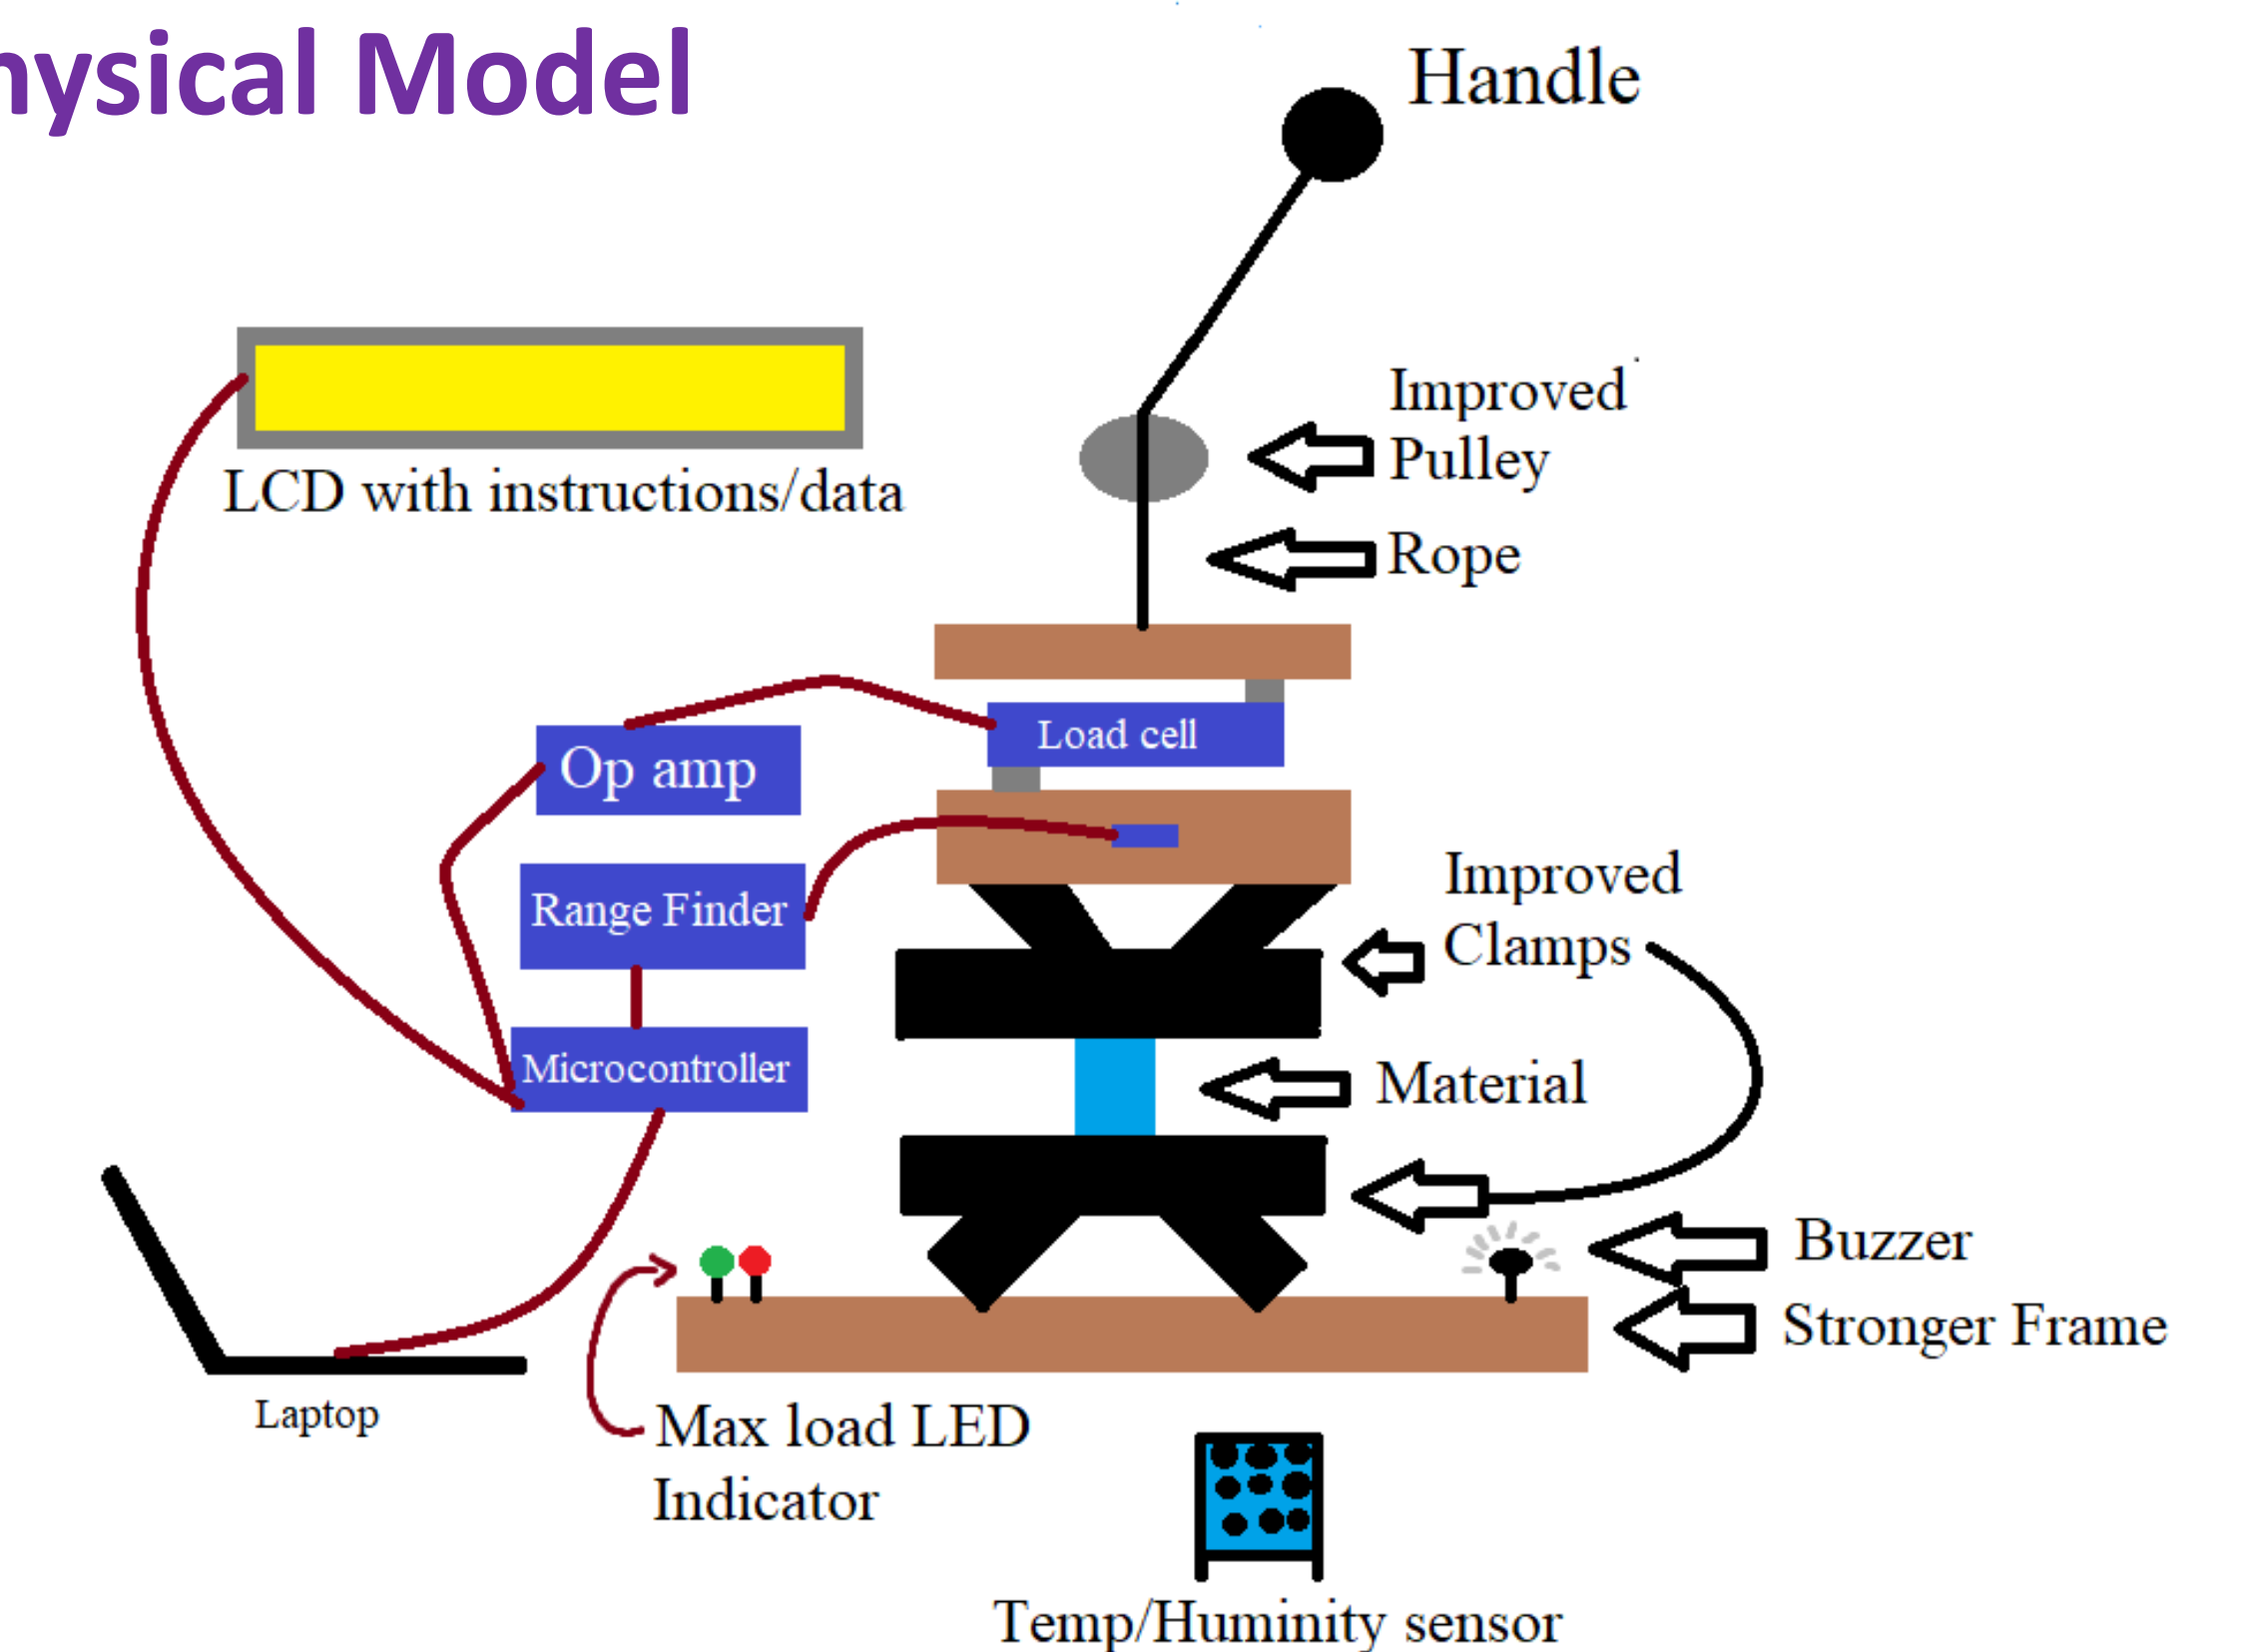 hysical Model
Handle
LCD with instructions/data
Improved
Pulley
Rope
Load cell
Op amp
Range Finder
Microcontroller
Improved
Clamps
Material
Buzzer
Stronger Frame
Laptop
Max load LED
Indicator
Temp/Huminity sensor